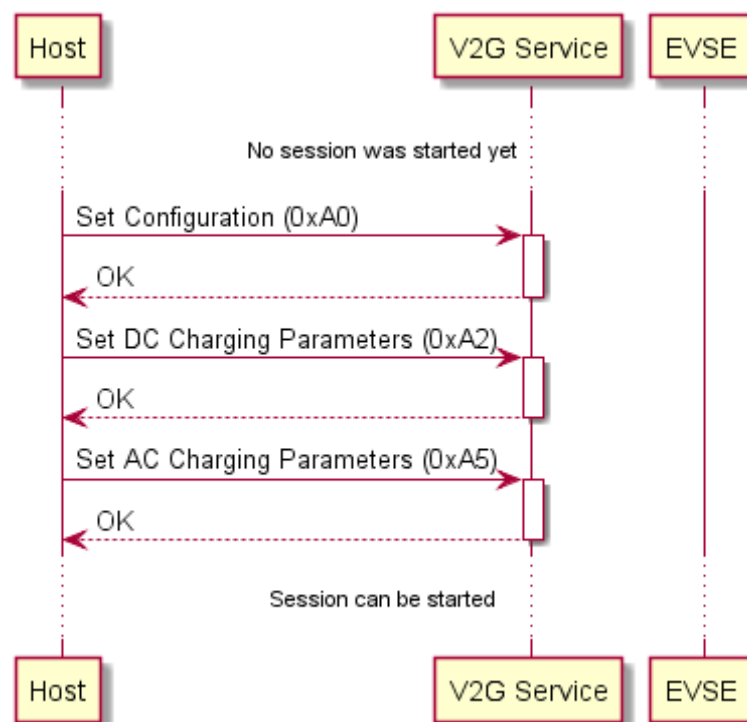 Host V2G Service EVSE
No session was started yet
Set Configuration (0xA0)
OK
Set DC Charging Parameters (0xA2)
OK
Set AC Charging Parameters (0xA5)
OK
Session can be started
Host V2G Service EVSE